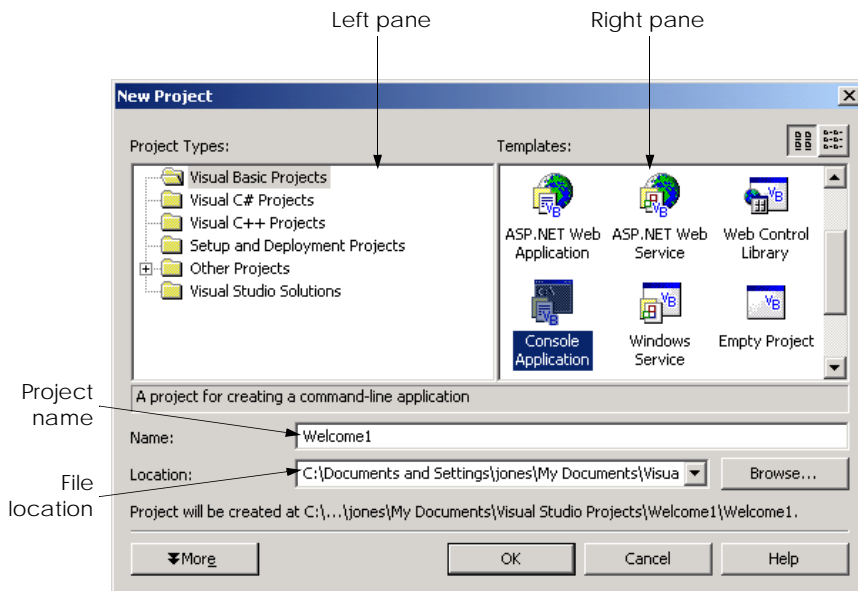 Left pane
Right pane
New Project
Project Types:
Templates:
Visual Basic Projects
Visual C# Projects
Visual C++ Projects
Setup and Deployment Projects
Other Projects
Visual Studio Solutions
ASP.NET Web
Application
ASP.NET Web
Service
Web Control
Library
Console
Application
Windows
Service
Empty Project
A project for creating a command-line application
Project
name
Name:
Welcome1
File
location
Location:
C:\Documents and Settings\jones\My Documents\Visua
Browse...
Project will be created at C:\...\jones\My Documents\Visual Studio Projects\Welcome1\Welcome1.
More
OK
Cancel
Help